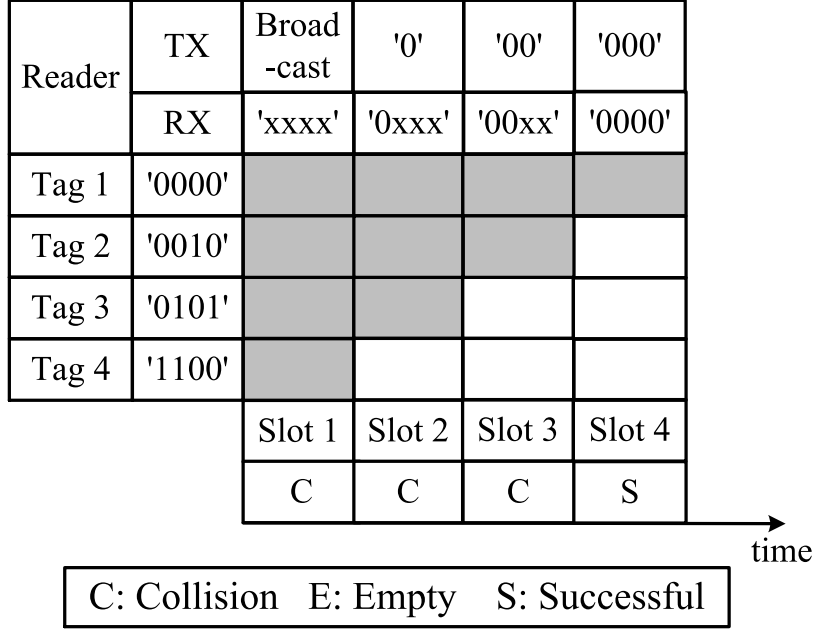 Reader TX Broad-cast '0' '00' '000'
RX 'xxxx' '0xxx' '00xx' '0000'
Tag 1 '0000'
Tag 2 '0010'
Tag 3 '0101'
Tag 4 '1100'
Slot 1 Slot 2 Slot 3 Slot 4
C C C S
time
C: Collision E: Empty S: Successful